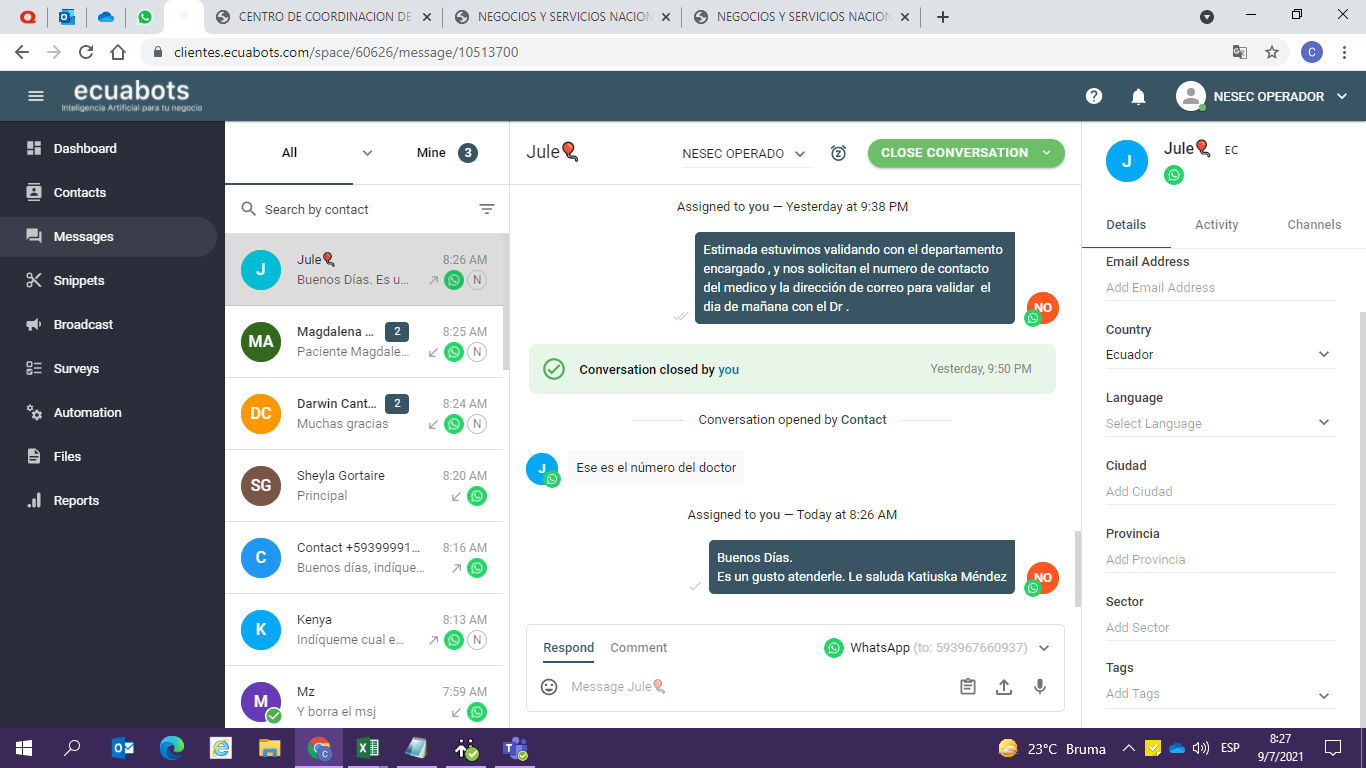 CENTRO DE COORDINACION DE
NEGOCIOS Y SERVICIOS NACION
NEGOCIOS Y SERVICIOS NACION
clientes.ecuabots.com/space/60626/message/10513700
C
ecuabots
Inteligencia Artificial para tu negocio
NESEC OPERADOR
Dashboard
Contacts
Messages
Snippets
Broadcast
Surveys
Automation
Files
Reports
All
Mine 3
Search by contact
J
Jule
8:26 AM
Buenos Días. Es u...
N
MA
Magdalena ...
2
8:25 AM
Paciente Magdale...
N
DC
Darwin Cant...
2
8:24 AM
Muchas gracias
N
SG
Sheyla Gortaire
8:20 AM
Principal
C
Contact +59399991...
8:16 AM
Buenos días, indíque...
K
Kenya
8:13 AM
Indíqueme cual e...
N
M
Mz
7:59 AM
Y borra el msj
Jule
NESEC OPERADO
CLOSE CONVERSATION
Assigned to you — Yesterday at 9:38 PM
Estimada estuvimos validando con el departamento
encargado , y nos solicitan el numero de contacto
del medico y la dirección de correo para validar el
dia de mañana con el Dr .
NO
Conversation closed by you
Yesterday, 9:50 PM
Conversation opened by Contact
J
Ese es el número del doctor
Assigned to you — Today at 8:26 AM
Buenos Días.
Es un gusto atenderle. Le saluda Katiuska Méndez
NO
Respond
Comment
WhatsApp (to: 593967660937)
Message Jule
J
Jule
EC
Details
Activity
Channels
Email Address
Add Email Address
Country
Ecuador
Language
Select Language
Ciudad
Add Ciudad
Provincia
Add Provincia
Sector
Add Sector
Tags
Add Tags
23°C Bruma
ESP
8:27
9/7/2021